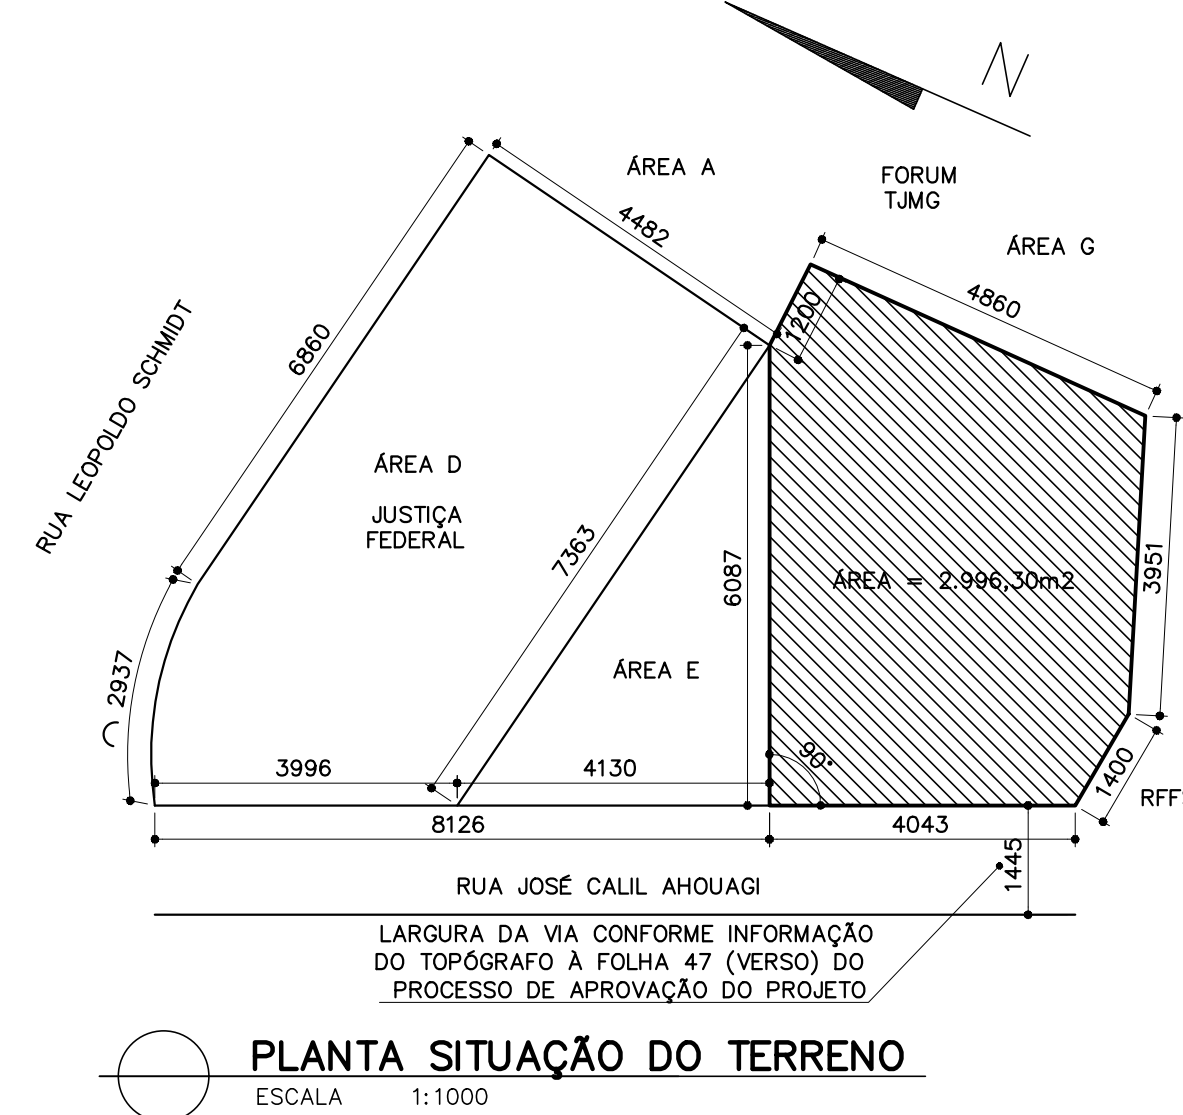 N
ÁREA A
FORUM
TJMG
ÁREA G
4482
4860
1200
6860
RUA LEOPOLDO SCHMIDT
ÁREA D
JUSTIÇA
FEDERAL
7363
6087
3951
ÁREA = 2.996,30m2
ÁREA E
2937
90°
3996
4130
1400
8126
4043
1445
RUA JOSÉ CALIL AHOUAGI
LARGURA DA VIA CONFORME INFORMAÇÃO
DO TOPÓGRAFO À FOLHA 47 (VERSO) DO
PROCESSO DE APROVAÇÃO DO PROJETO
PLANTA SITUAÇÃO DO TERRENO
ESCALA 1:1000